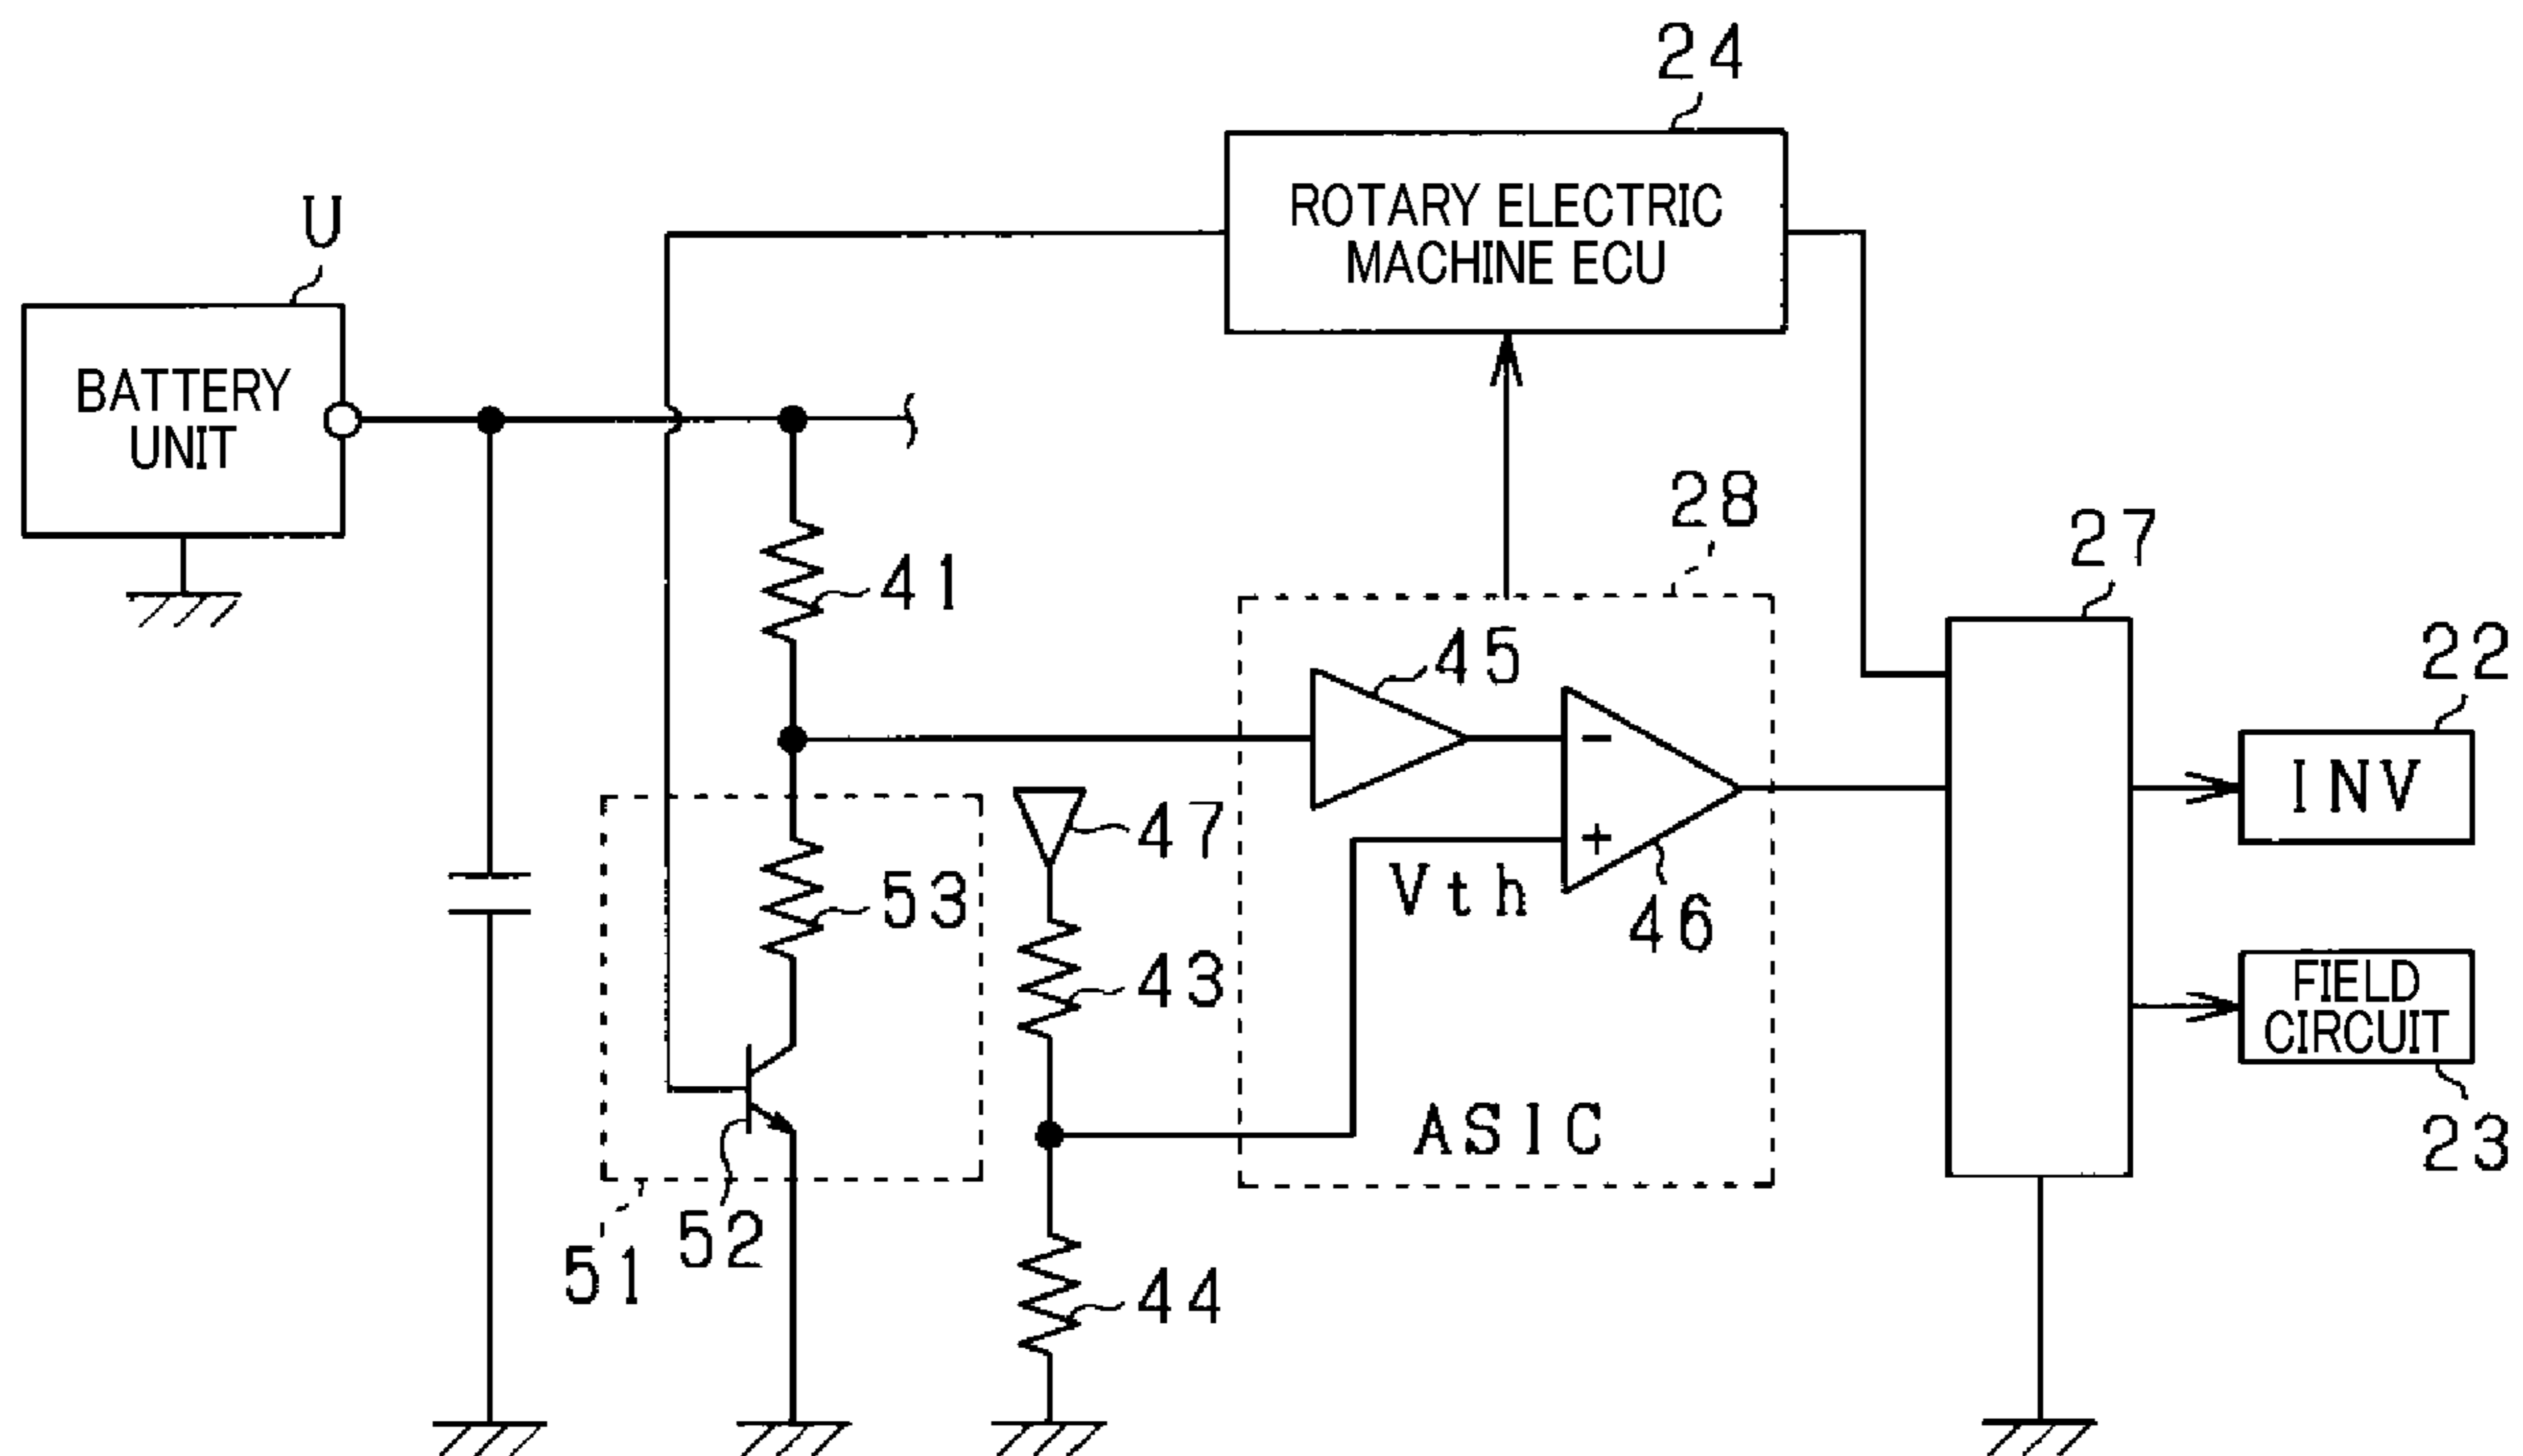 24
ROTARY ELECTRIC
MACHINE ECU
U
BATTERY
UNIT
28
27
41
45
22
INV
47
53
Vth
46
43
FIELD
CIRCUIT
ASIC
23
52
51
44